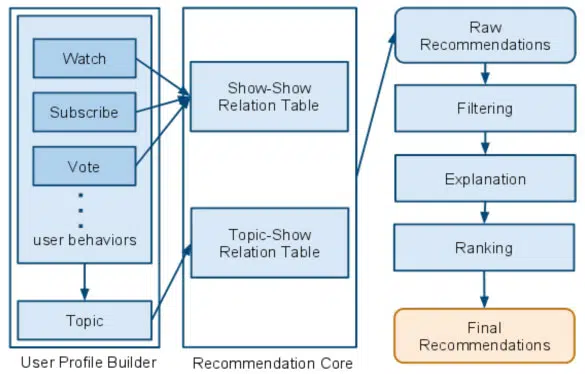 Watch
Subscribe
Vote
user behaviors
Topic
User Profile Builder
Show-Show
Relation Table
Topic-Show
Relation Table
Recommendation Core
Raw
Recommendations
Filtering
Explanation
Ranking
Final
Recommendations